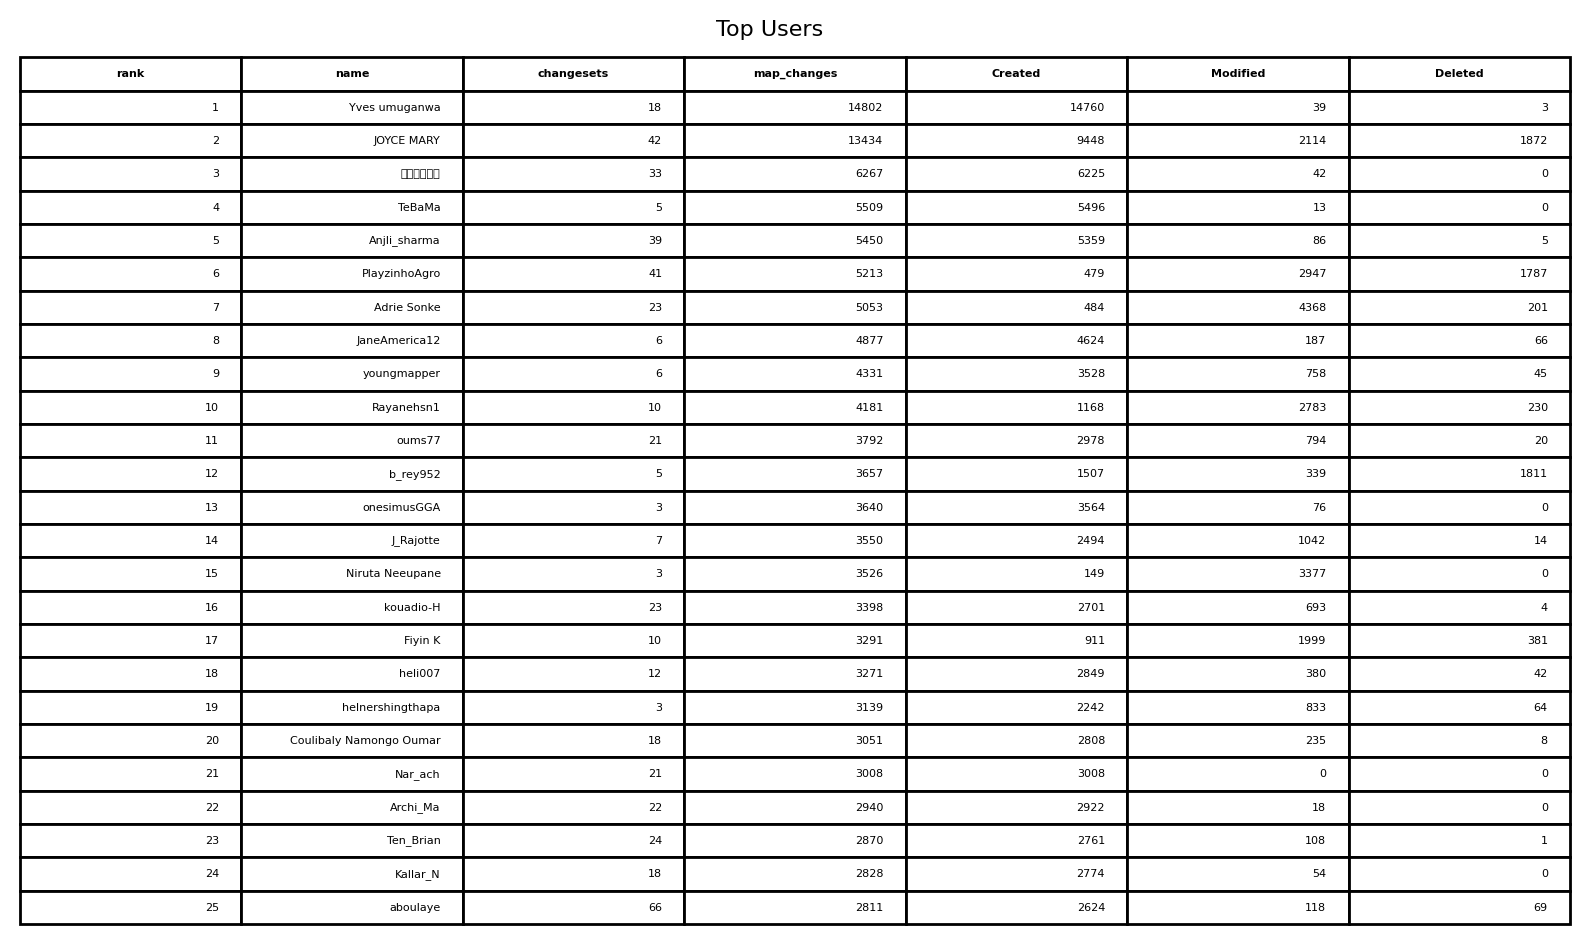 Top Users
rank name changesets map_changes Created Modified Deleted
1 Yves umuganwa 18 14802 14760 39 3
2 JOYCE MARY 42 13434 9448 2114 1872
3 33 6267 6225 42 0
4 TeBaMa 5 5509 5496 13 0
5 Anjli_sharma 39 5450 5359 86 5
6 PlayzinhoAgro 41 5213 479 2947 1787
7 Adrie Sonke 23 5053 484 4368 201
8 JaneAmerica12 6 4877 4624 187 66
9 youngmapper 6 4331 3528 758 45
10 Rayanehsn1 10 4181 1168 2783 230
11 oums77 21 3792 2978 794 20
12 b_rey952 5 3657 1507 339 1811
13 onesimusGGA 3 3640 3564 76 0
14 J_Rajotte 7 3550 2494 1042 14
15 Niruta Neeupane 3 3526 149 3377 0
16 kouadio-H 23 3398 2701 693 4
17 Fiyin K 10 3291 911 1999 381
18 heli007 12 3271 2849 380 42
19 helnershingthapa 3 3139 2242 833 64
20 Coulibaly Namongo Oumar 18 3051 2808 235 8
21 Nar_ach 21 3008 3008 0 0
22 Archi_Ma 22 2940 2922 18 0
23 Ten_Brian 24 2870 2761 108 1
24 Kallar_N 18 2828 2774 54 0
25 aboulaye 66 2811 2624 118 69